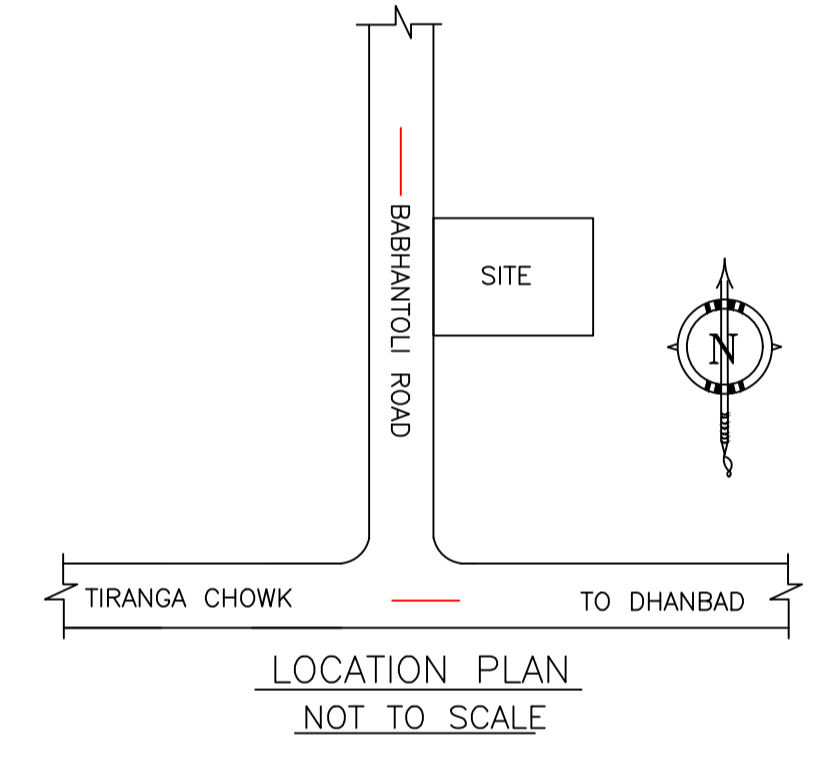 BABHANTOLI ROAD
SITE
N
TIRANGA CHOWK
TO DHANBAD
LOCATION PLAN
NOT TO SCALE